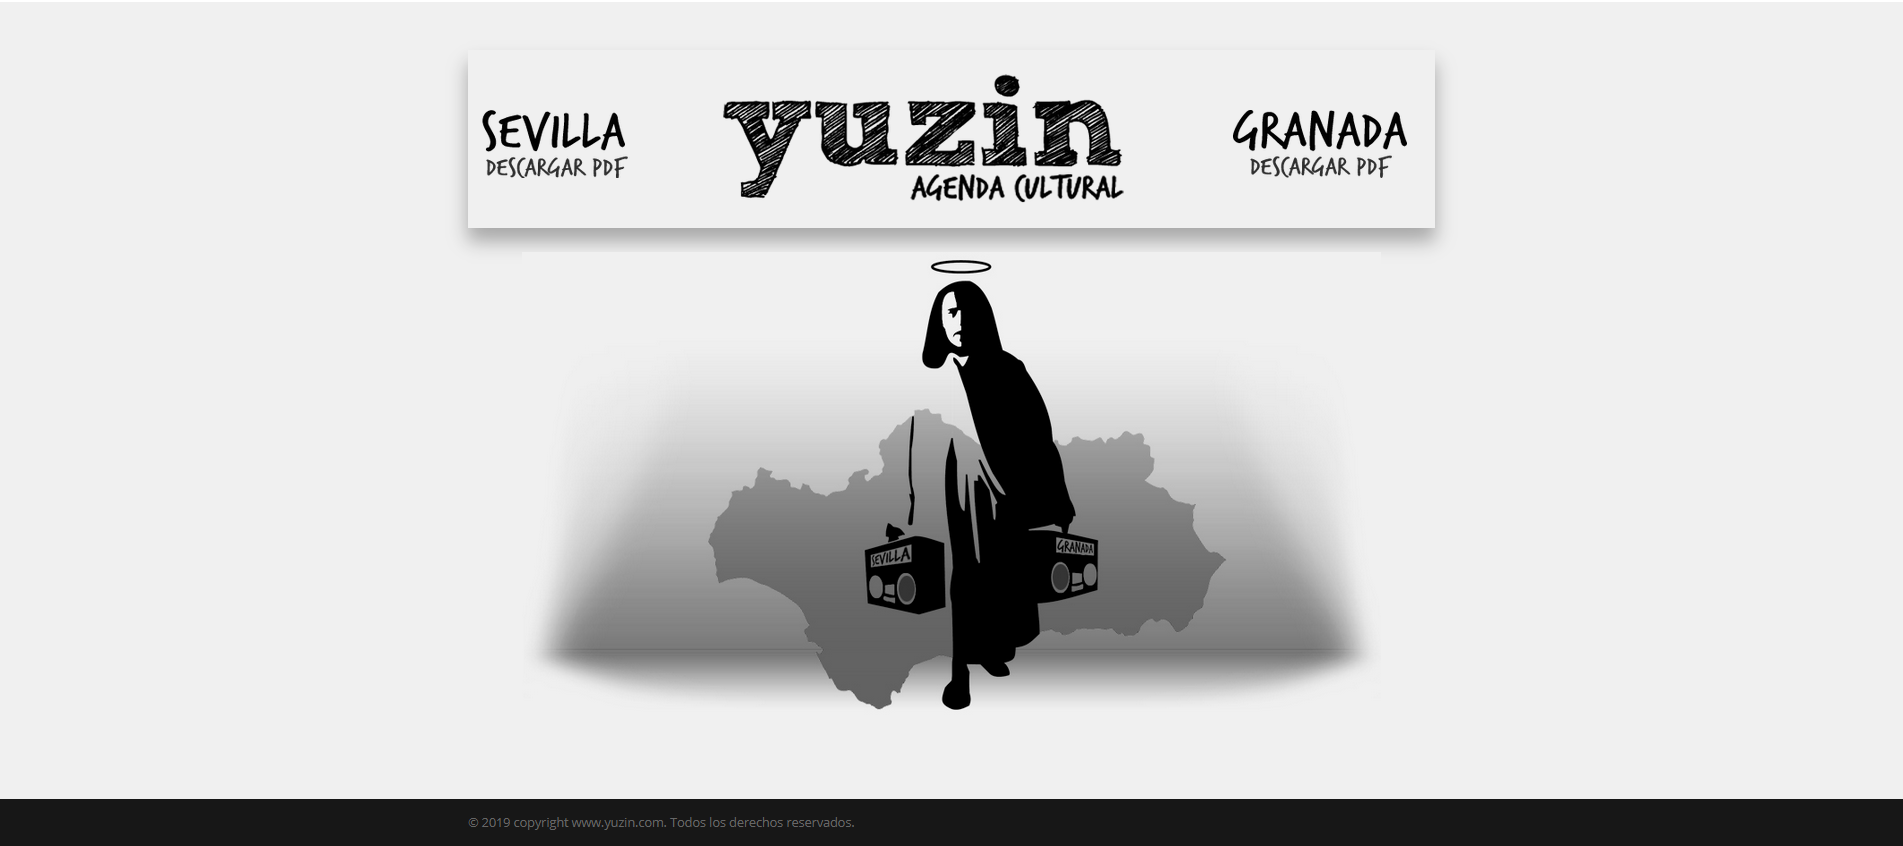 SEVILLA
DESCARGAR PDF
yuzin
AGENDA CULTURAL
GRANADA
DESCARGAR PDF
SEVILLA
GRANADA
© 2019 copyright www.yuzin.com. Todos los derechos reservados.